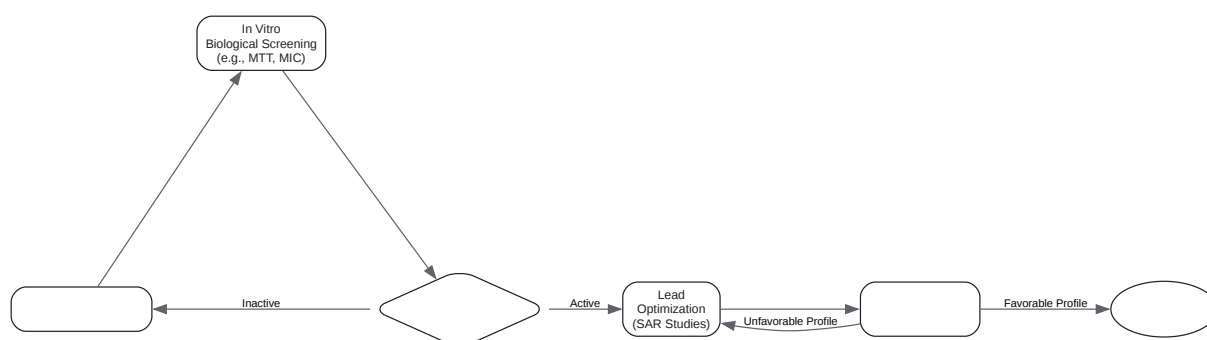 In Vitro
Biological Screening
(e.g., MTT, MIC)
Inactive
Active
Lead
Optimization
(SAR Studies)
Unfavorable Profile
Favorable Profile